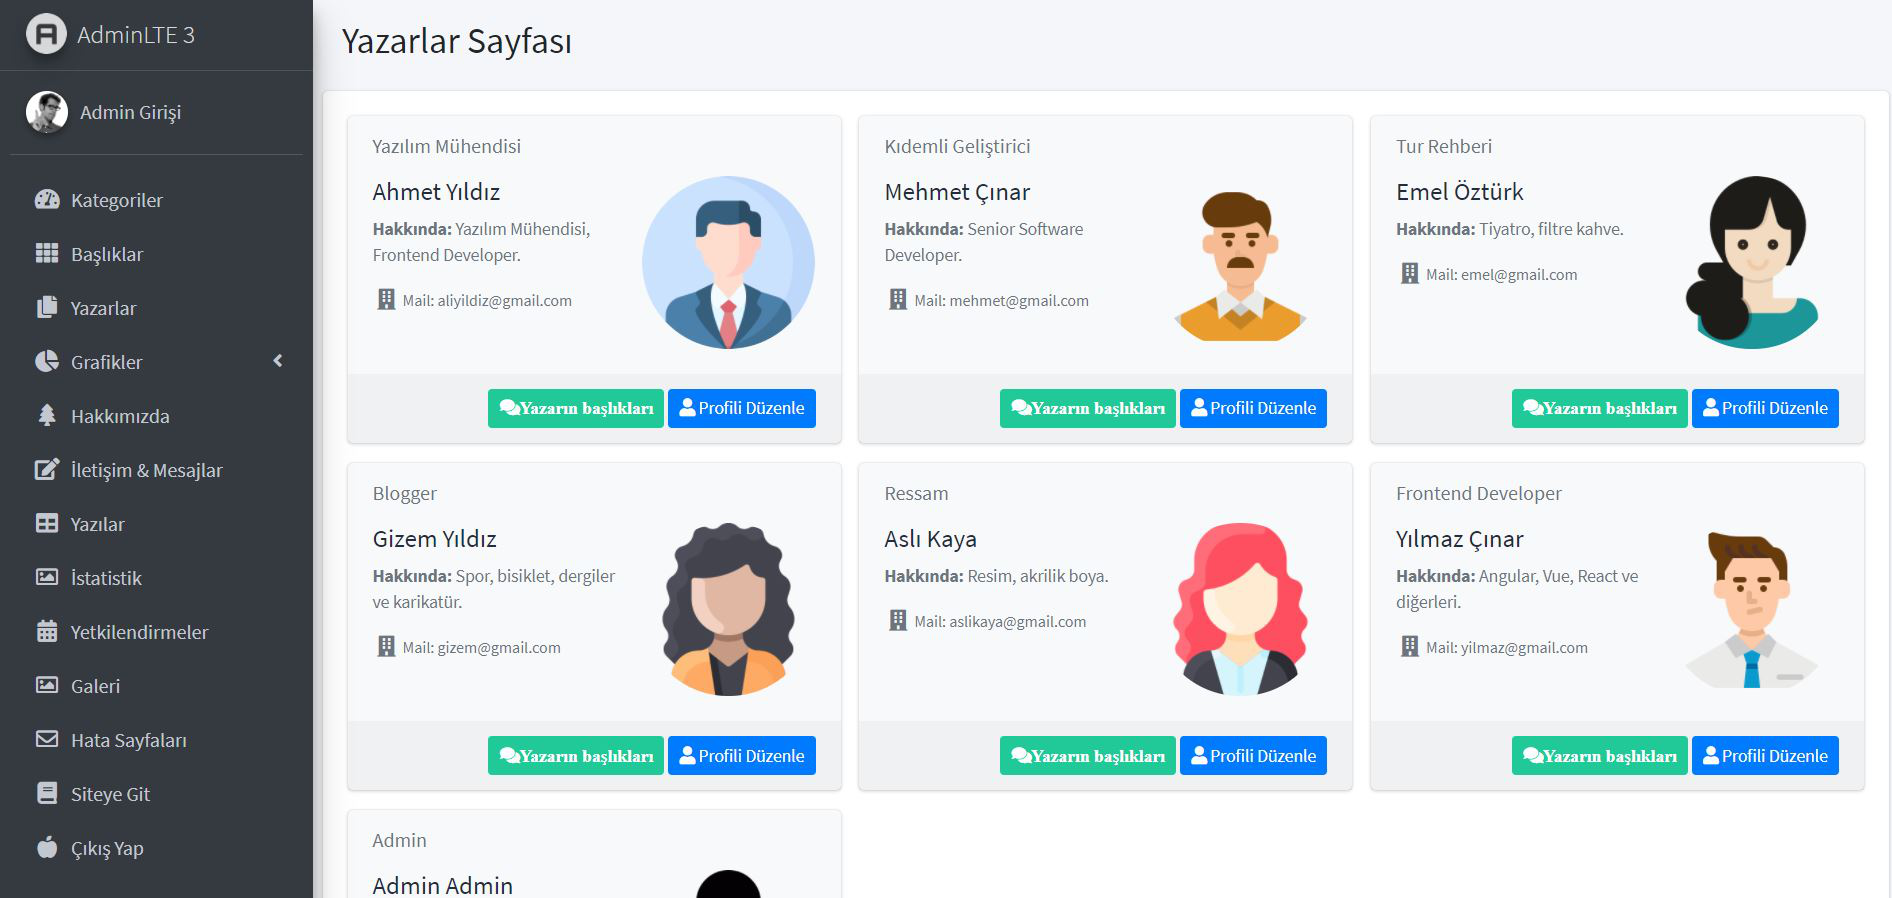 AdminLTE 3
Admin Girişi
Kategoriler
Başlıklar
Yazarlar
Grafikler
Hakkımızda
İletişim & Mesajlar
Yazılar
İstatistik
Yetkilendirmeler
Galeri
Hata Sayfaları
Siteye Git
Çıkış Yap
Yazarlar Sayfası
Yazılım Mühendisi
Ahmet Yıldız
Hakkında: Yazılım Mühendisi,
Frontend Developer.
Mail: aliyildiz@gmail.com
Yazarın başlıkları
Profili Düzenle
Kıdemli Geliştirici
Mehmet Çınar
Hakkında: Senior Software
Developer.
Mail: mehmet@gmail.com
Yazarın başlıkları
Profili Düzenle
Tur Rehberi
Emel Öztürk
Hakkında: Tiyatro, filtre kahve.
Mail: emel@gmail.com
Yazarın başlıkları
Profili Düzenle
Blogger
Gizem Yıldız
Hakkında: Spor, bisiklet, dergiler
ve karikatür.
Mail: gizem@gmail.com
Yazarın başlıkları
Profili Düzenle
Ressam
Aslı Kaya
Hakkında: Resim, akrilik boya.
Mail: aslikaya@gmail.com
Yazarın başlıkları
Profili Düzenle
Frontend Developer
Yılmaz Çınar
Hakkında: Angular, Vue, React ve
diğerleri.
Mail: yilmaz@gmail.com
Yazarın başlıkları
Profili Düzenle
Admin
Admin Admin